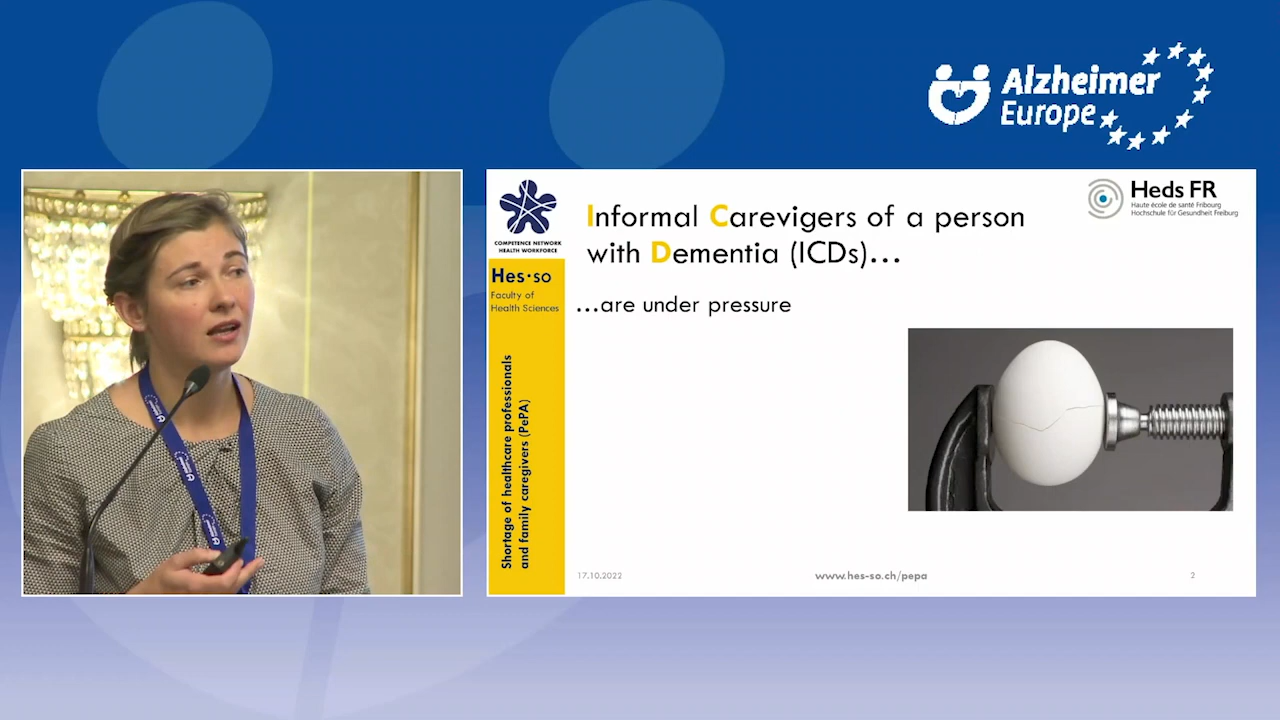 Alzheimer
Europe
COMPETENCE NETWORK
HEALTH WORKFORCE
Hes·so
Faculty of
Health Sciences
Shortage of healthcare professionals
and family caregivers (PePA)
Informal Carevigers of a person
with Dementia (ICDs)...
...are under pressure
Heds FR
Haute école de santé Fribourg
Hochschule für Gesundheit Freiburg
17.10.2022
www.hes-so.ch/pepa
2